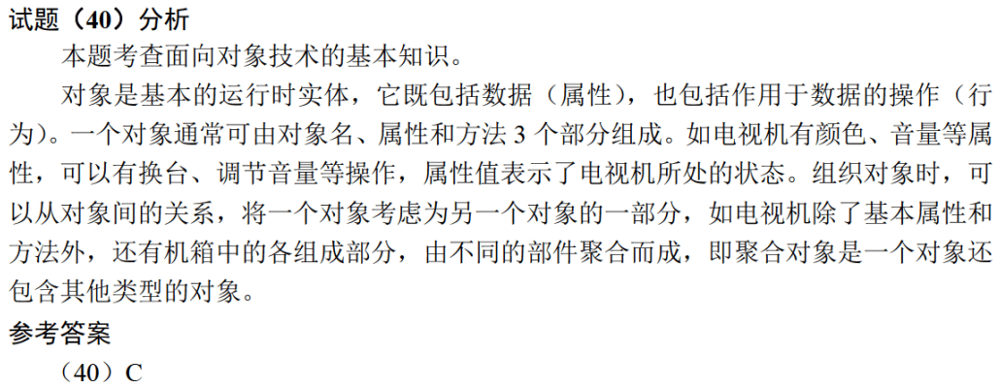 试题（40）分析
本题考查面向对象技术的基本知识。
对象是基本的运行时实体，它既包括数据（属性），也包括作用于数据的操作（行
为）。一个对象通常可由对象名、属性和方法 3 个部分组成。如电视机有颜色、音量等属
性，可以有换台、调节音量等操作，属性值表示了电视机所处的状态。组织对象时，可
以从对象间的关系，将一个对象考虑为另一个对象的一部分，如电视机除了基本属性和
方法外，还有机箱中的各组成部分，由不同的部件聚合而成，即聚合对象是一个对象还
包含其他类型的对象。
参考答案
（40）C